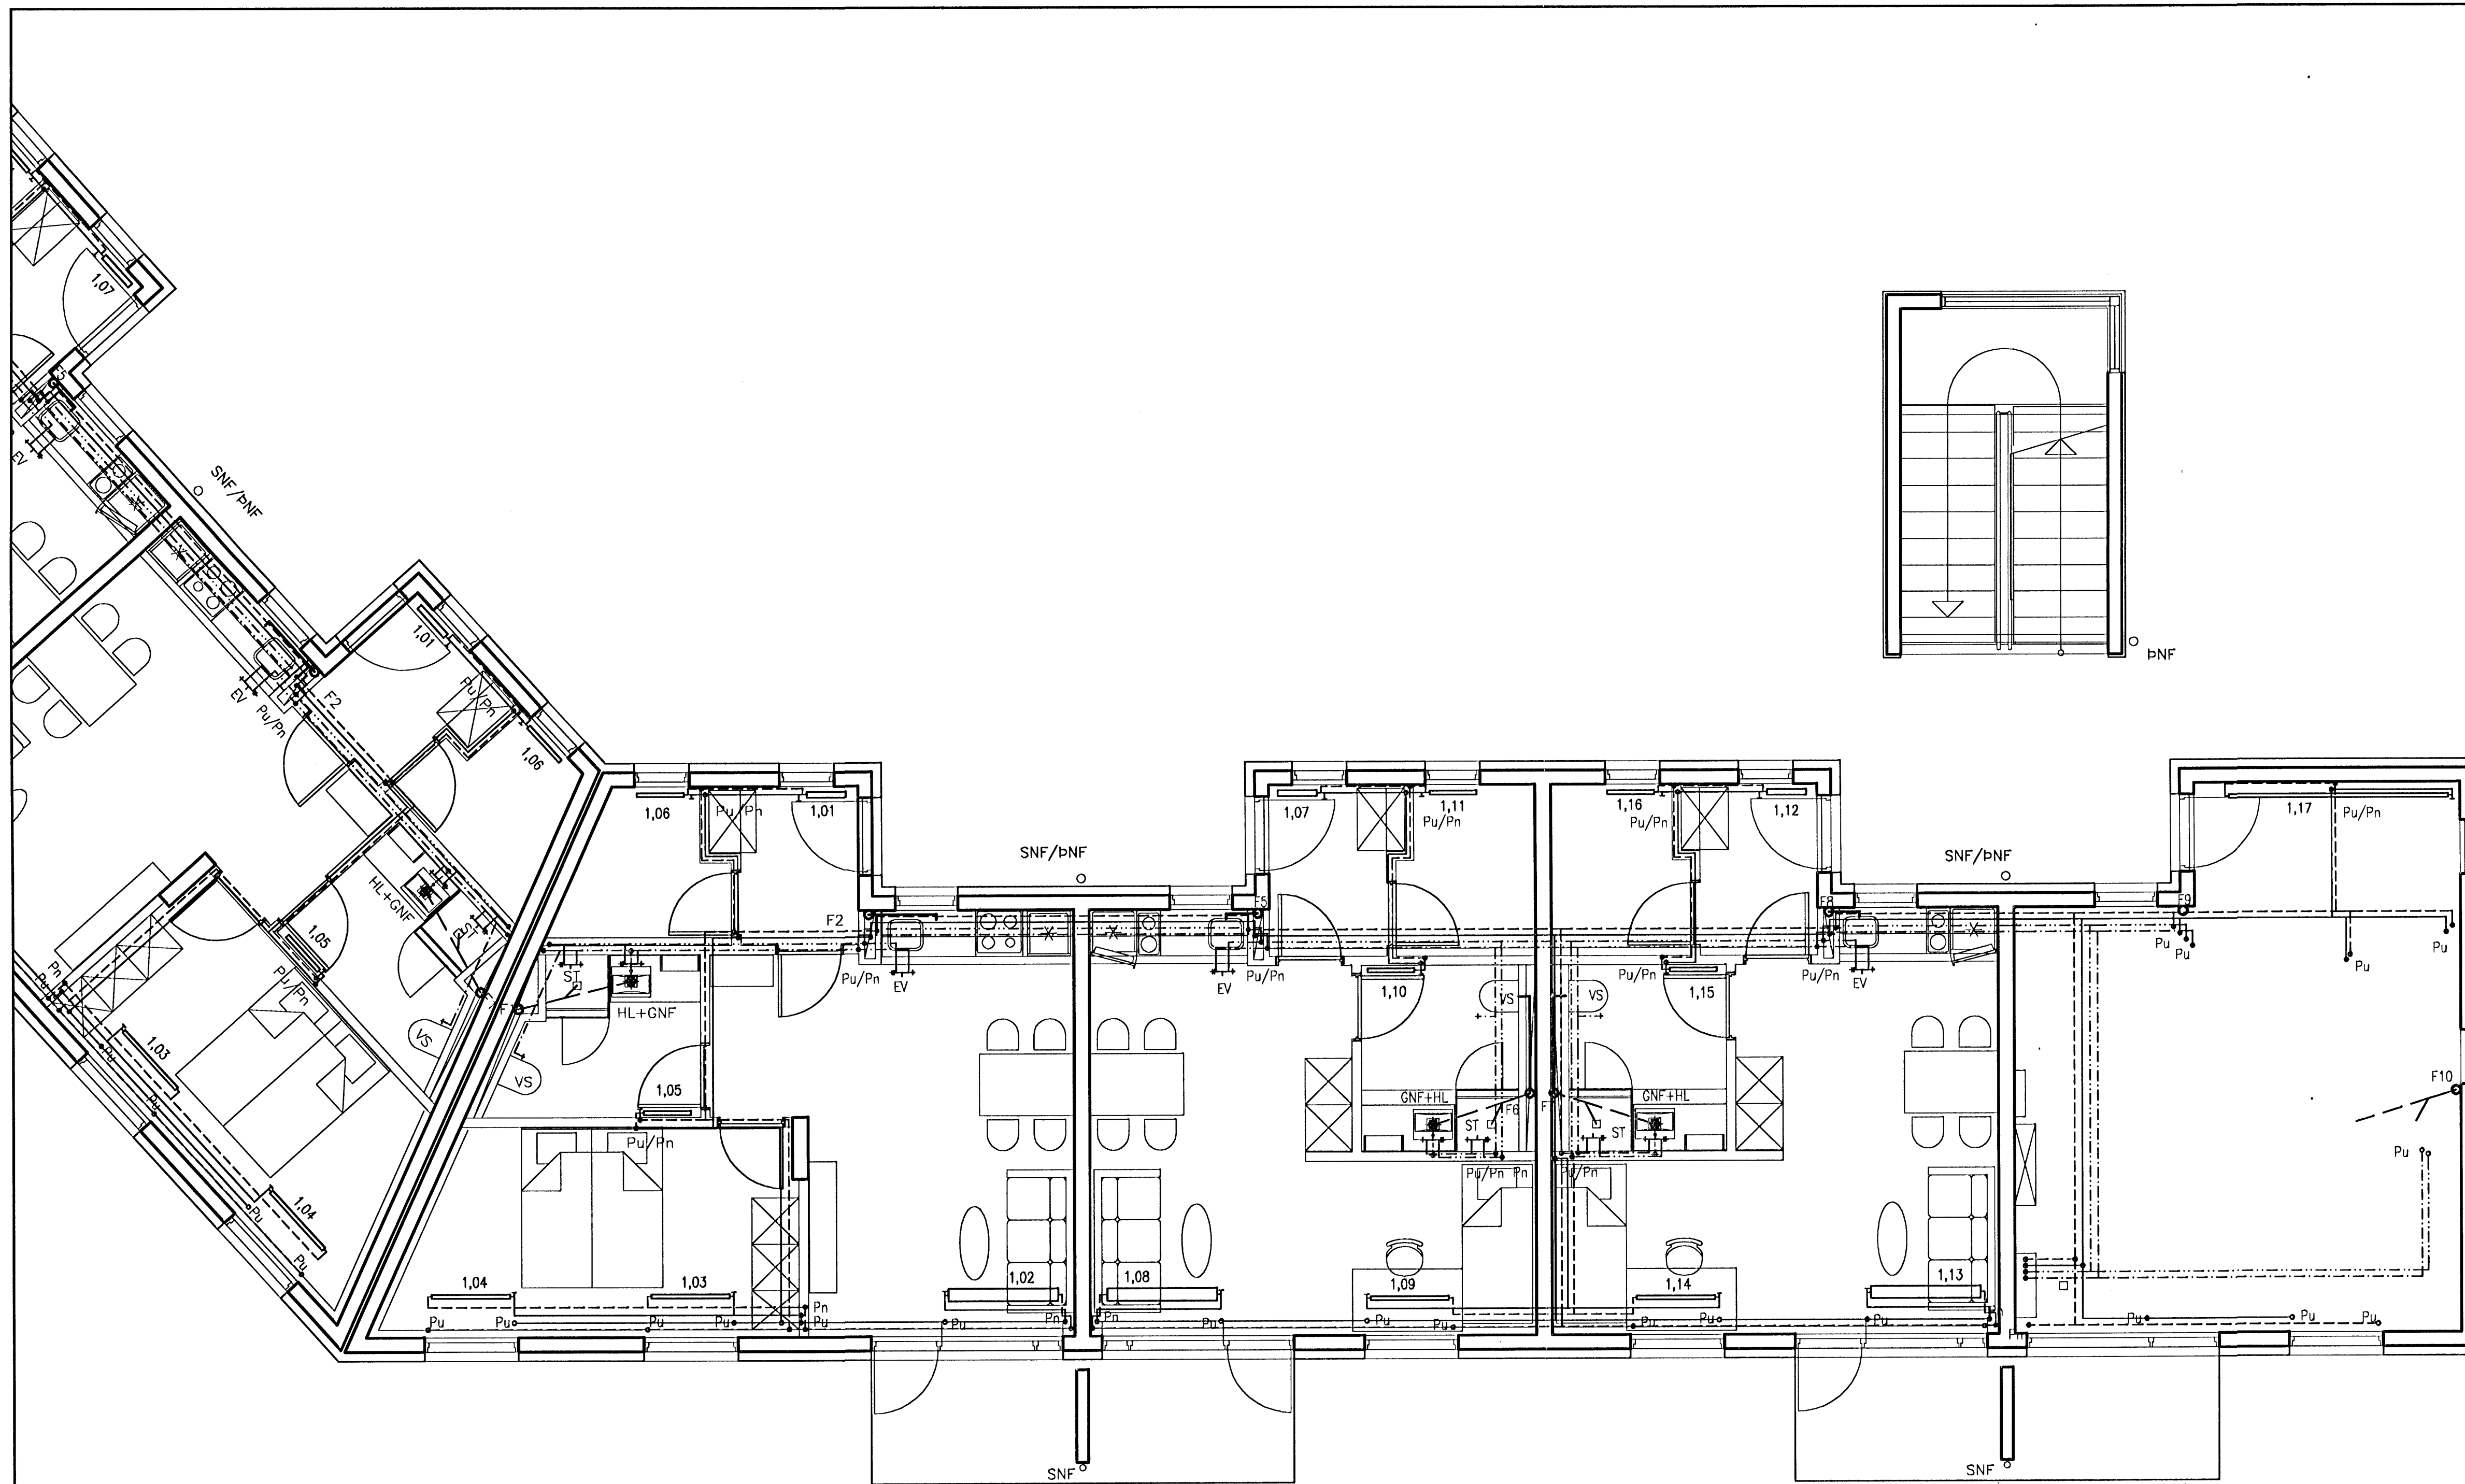 1,07
F5
EV
SNF/ÞNF
1,01
Pu/Pn
1,06
EV
F2
Pu/Pn
HL+GNF
ST
1,05
Pu/Pn
Pn
Pu
VS
1,03
Pu
Pu
1,04
Pu
Pu
ÞNF
1,06
Pu/Pn
1,01
SNF/ÞNF
1,07
Pu/Pn
1,11
1,16
Pu/Pn
1,12
SNF/ÞNF
1,17
Pu/Pn
F2
F5
F8
F9
Pu/Pn
EV
EV
Pu/Pn
Pu/Pn
Pu/Pn
EV
Pu
Pu
Pu
Pu
ST
HL+GNF
1,10
VS
VS
1,15
VS
1,05
Pu/Pn
GNF+HL
F6
GNF+HL
F10
ST
ST
Pu/Pn
Pn
Pu/Pn
Pu
1,04
1,03
1,02
1,08
1,09
1,14
1,13
Pn
Pu
Pu
Pu
Pu
Pu
Pu
Pn
Pn
Pu
Pu
Pu
Pu
Pu
Pu
Pn
Pu
Pu
Pu
SNF
SNF